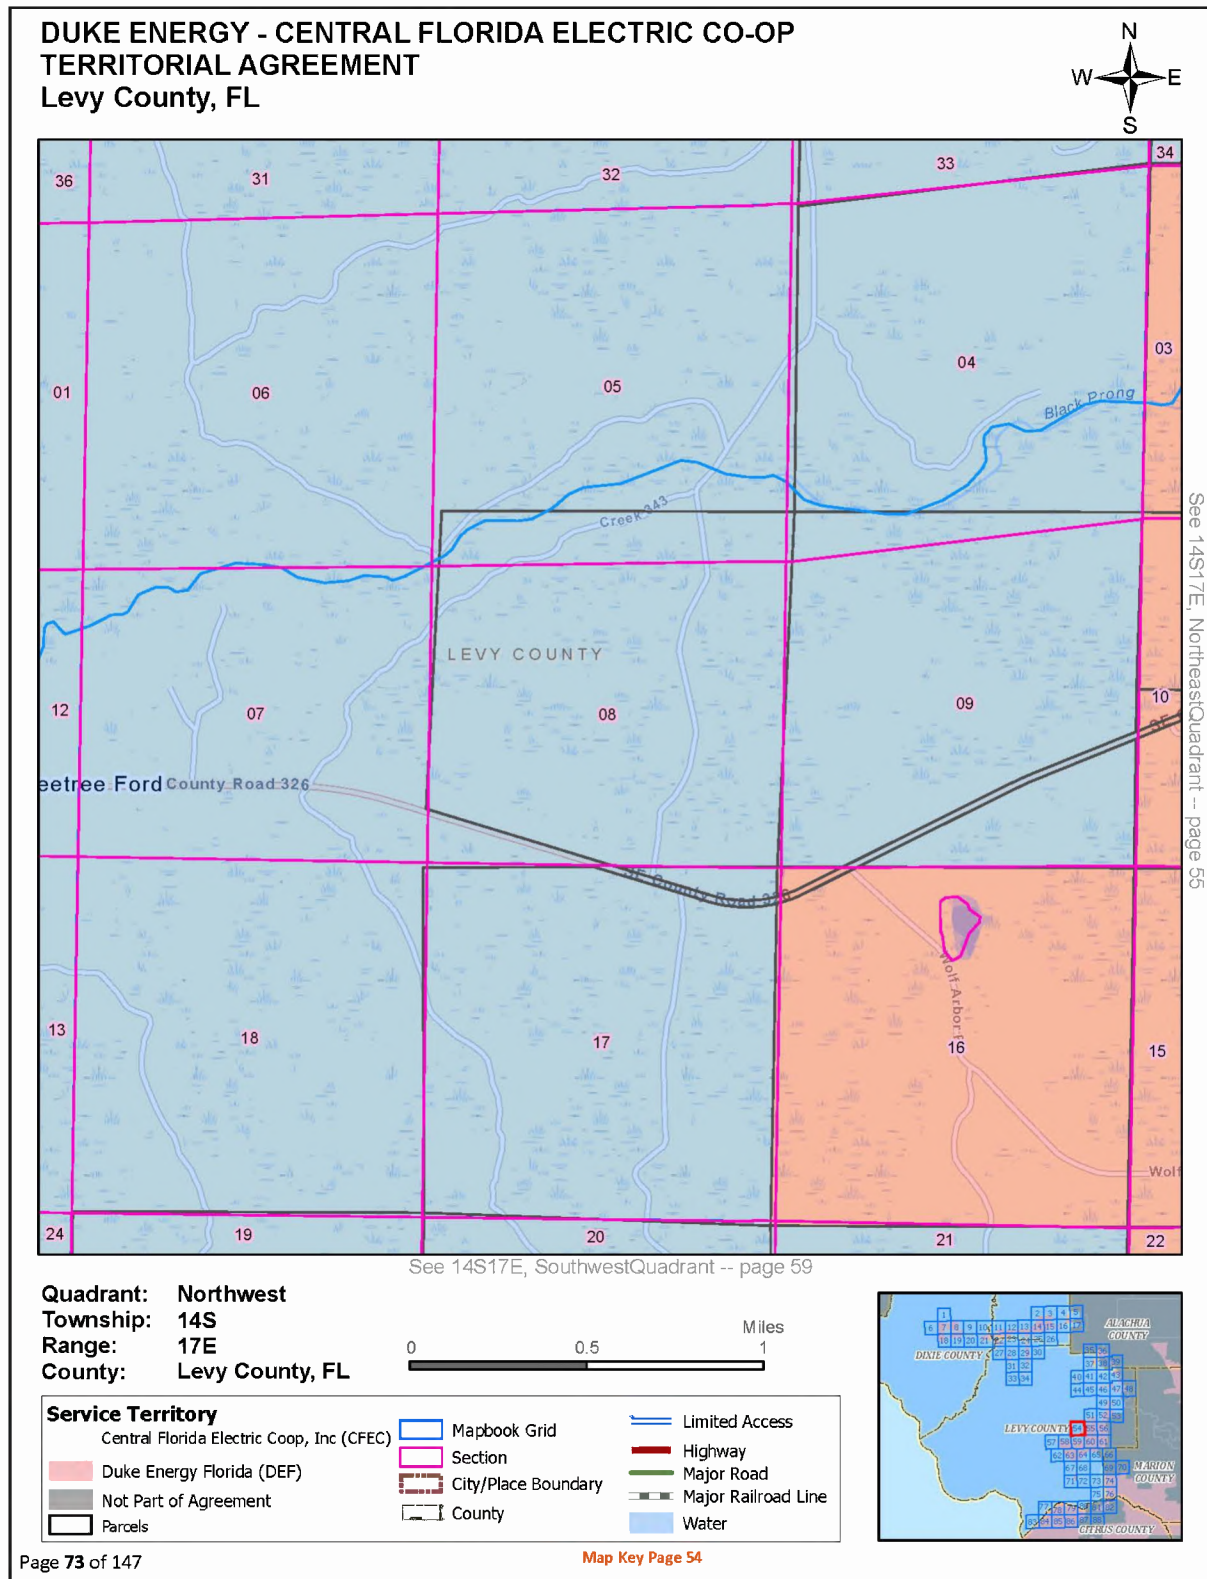 DUKE ENERGY - CENTRAL FLORIDA ELECTRIC CO-OP
TERRITORIAL AGREEMENT
Levy County, FL
N
W E
S
36
31
32
33
34
01
06
05
04
03
Black Prong
Creek 343
LEVY COUNTY
12
07
08
09
10
eetree Ford
County Road 326
SE County Road 326
13
18
17
16
15
Wolf Arbor
Wolf
24
19
20
21
22
See 14S17E, NortheastQuadrant -- page 55
See 14S17E, SouthwestQuadrant -- page 59
Quadrant: Northwest
Township: 14S
Range: 17E
County: Levy County, FL
Miles
0 0.5 1
Service Territory
Central Florida Electric Coop, Inc (CFEC)
Duke Energy Florida (DEF)
Not Part of Agreement
Parcels
Mapbook Grid
Section
City/Place Boundary
County
Limited Access
Highway
Major Road
Major Railroad Line
Water
ALACHUA
COUNTY
DIXIE COUNTY
LEVY COUNTY
MARION
COUNTY
CITRUS COUNTY
Page 73 of 147
Map Key Page 54